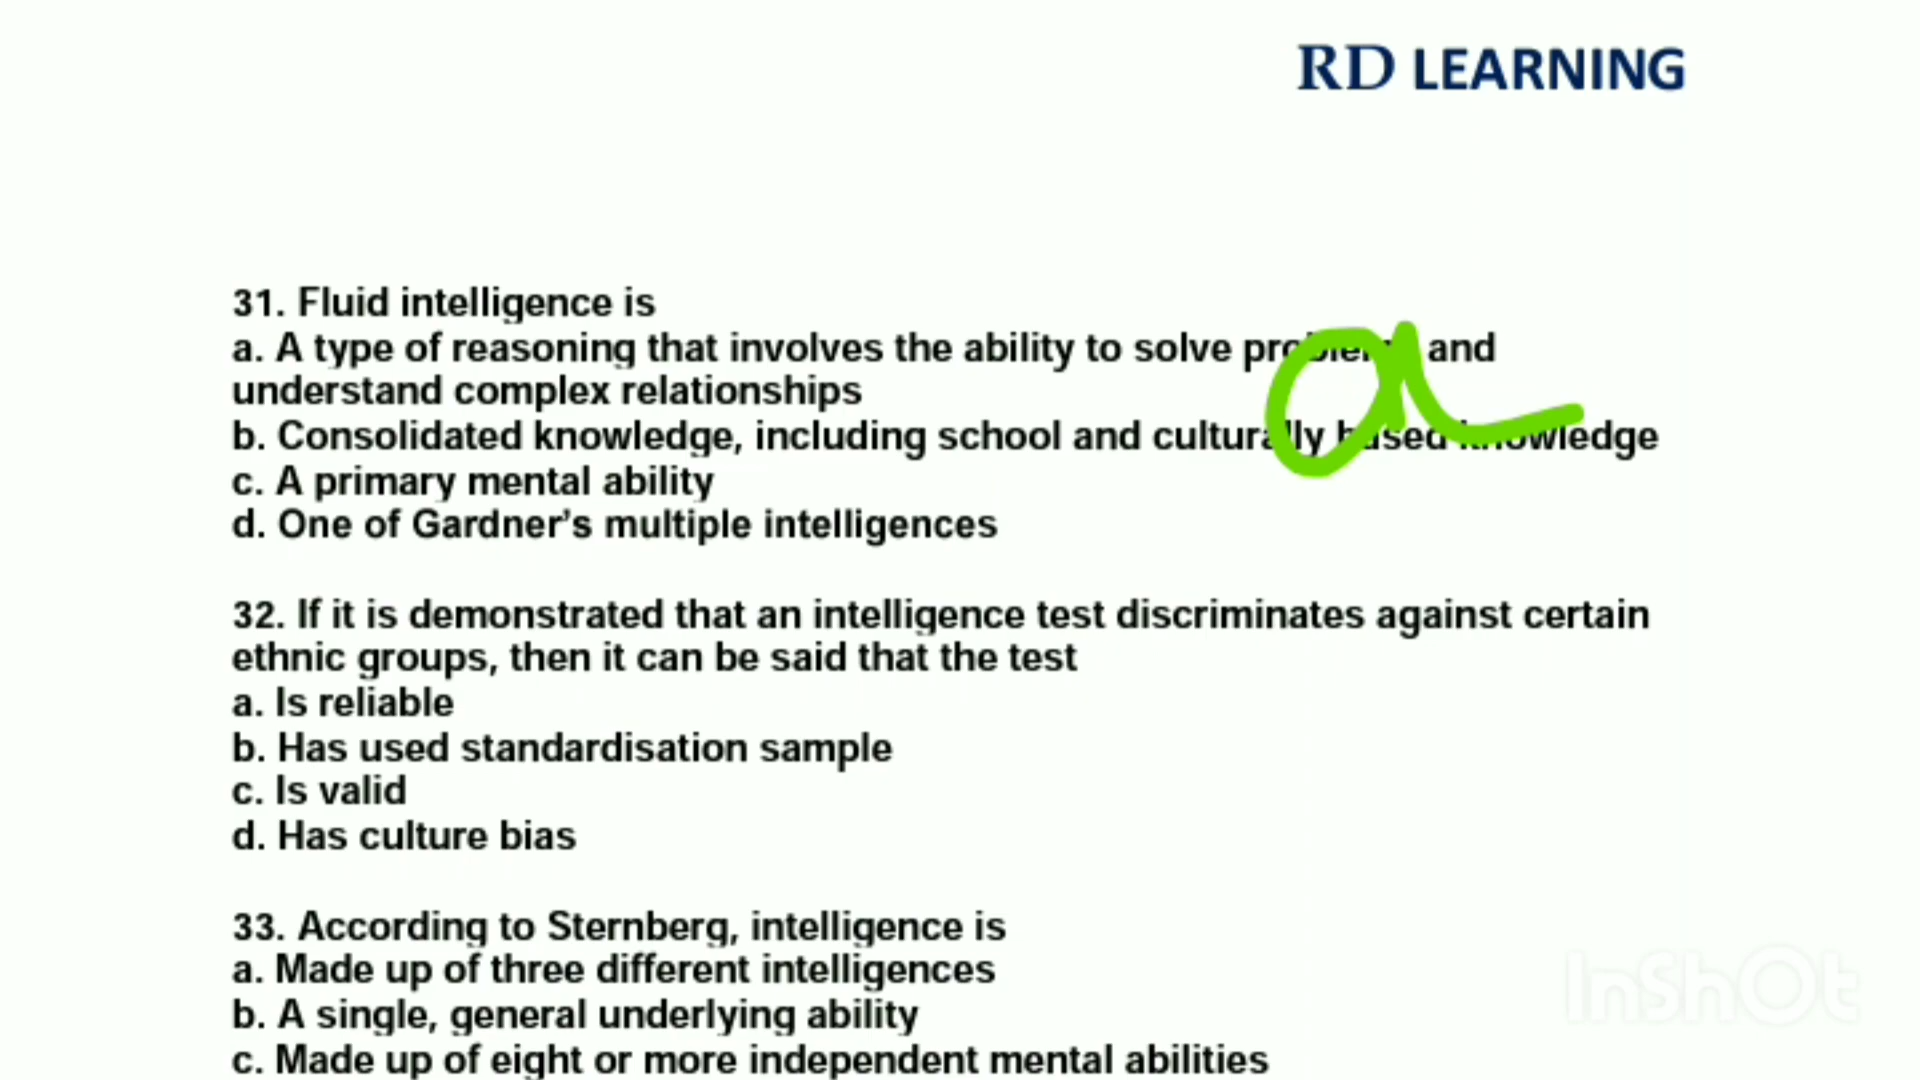 RD LEARNING
31. Fluid intelligence is
a. A type of reasoning that involves the ability to solve problems and
understand complex relationships
b. Consolidated knowledge, including school and culturally based knowledge
c. A primary mental ability
d. One of Gardner's multiple intelligences
a
32. If it is demonstrated that an intelligence test discriminates against certain
ethnic groups, then it can be said that the test
a. Is reliable
b. Has used standardisation sample
c. Is valid
d. Has culture bias
33. According to Sternberg, intelligence is
a. Made up of three different intelligences
b. A single, general underlying ability
c. Made up of eight or more independent mental abilities
InShOt